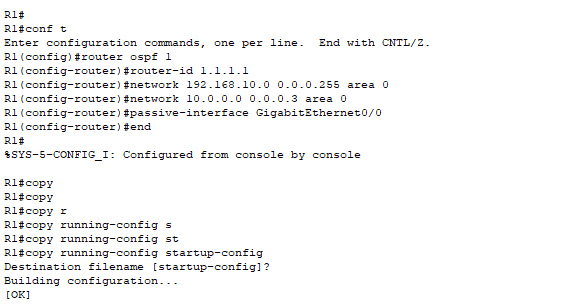 R1#
R1#conf t
Enter configuration commands, one per line.  End with CNTL/Z.
R1(config)#router ospf 1
R1(config-router)#router-id 1.1.1.1
R1(config-router)#network 192.168.10.0 0.0.0.255 area 0
R1(config-router)#network 10.0.0.0 0.0.0.3 area 0
R1(config-router)#passive-interface GigabitEthernet0/0
R1(config-router)#end
R1#
%SYS-5-CONFIG_I: Configured from console by console

R1#copy
R1#copy
R1#copy r
R1#copy running-config s
R1#copy running-config st
R1#copy running-config startup-config
Destination filename [startup-config]?
Building configuration...
[OK]